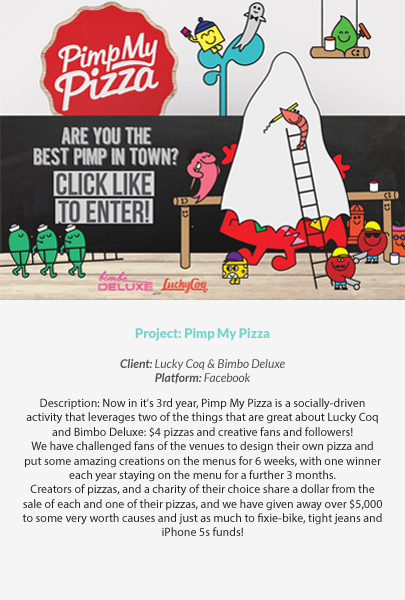 Pimp My
Pizza
ARE YOU THE
BEST PIMP IN TOWN?
CLICK LIKE
TO ENTER!
bimbo
DELUXE
LuckyCoq
Project: Pimp My Pizza
Client: Lucky Coq & Bimbo Deluxe
Platform: Facebook
Description: Now in it's 3rd year, Pimp My Pizza is a socially-driven
activity that leverages two of the things that are great about Lucky Coq
and Bimbo Deluxe: $4 pizzas and creative fans and followers!
We have challenged fans of the venues to design their own pizza and
put some amazing creations on the menus for 6 weeks, with one winner
each year staying on the menu for a further 3 months.
Creators of pizzas, and a charity of their choice share a dollar from the
sale of each and one of their pizzas, and we have given away over $5,000
to some very worth causes and just as much to fixie-bike, tight jeans and
iPhone 5s funds!